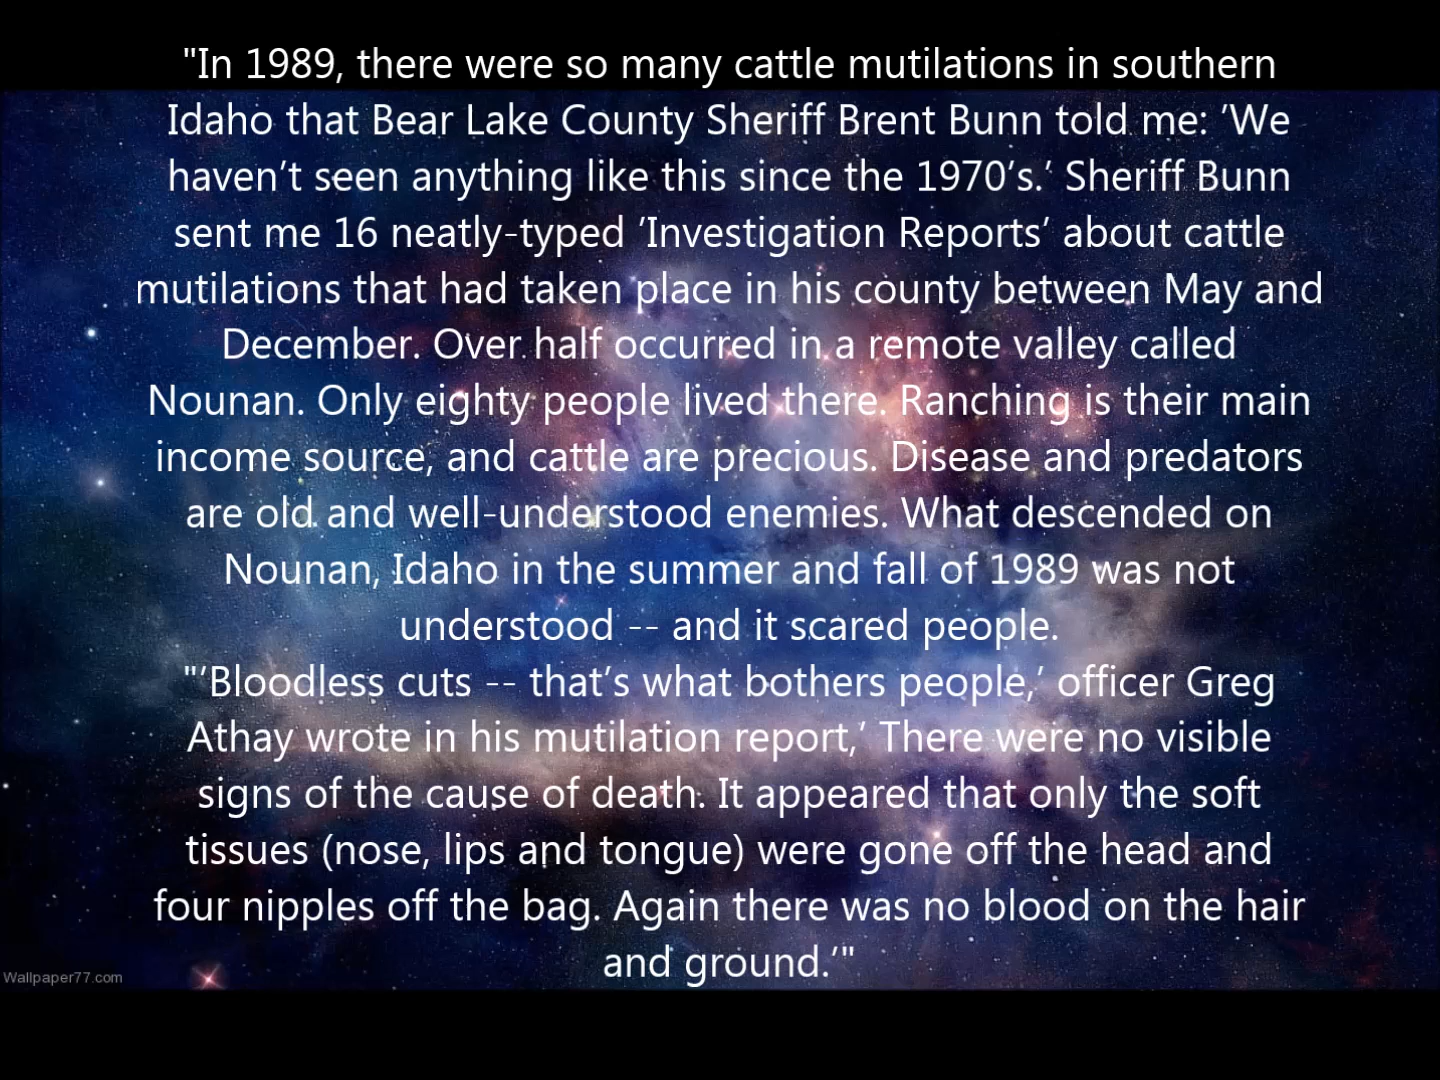 "In 1989, there were so many cattle mutilations in southern
Idaho that Bear Lake County Sheriff Brent Bunn told me: ’We
haven’t seen anything like this since the 1970’s.’ Sheriff Bunn
sent me 16 neatly-typed ’Investigation Reports’ about cattle
mutilations that had taken place in his county between May and
December. Over half occurred in a remote valley called
Nounan. Only eighty people lived there. Ranching is their main
income source, and cattle are precious. Disease and predators
are old and well-understood enemies. What descended on
Nounan, Idaho in the summer and fall of 1989 was not
understood -- and it scared people.
"’Bloodless cuts -- that’s what bothers people,’ officer Greg
Athay wrote in his mutilation report,’ There were no visible
signs of the cause of death. It appeared that only the soft
tissues (nose, lips and tongue) were gone off the head and
four nipples off the bag. Again there was no blood on the hair
and ground.’"
Wallpaper77.com